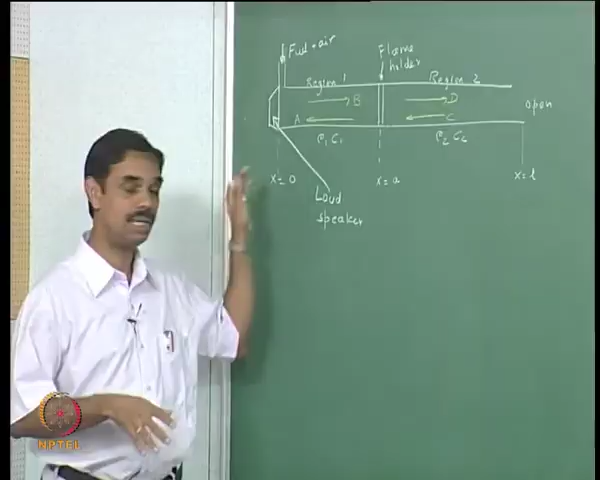 Fuel + air
Flame
holder
Region 1
Region 2
B
D
A
C
Open
ρ₁ c₁
ρ₂ c₂
x = 0
x = a
x = l
Loud
speaker
NPTEL